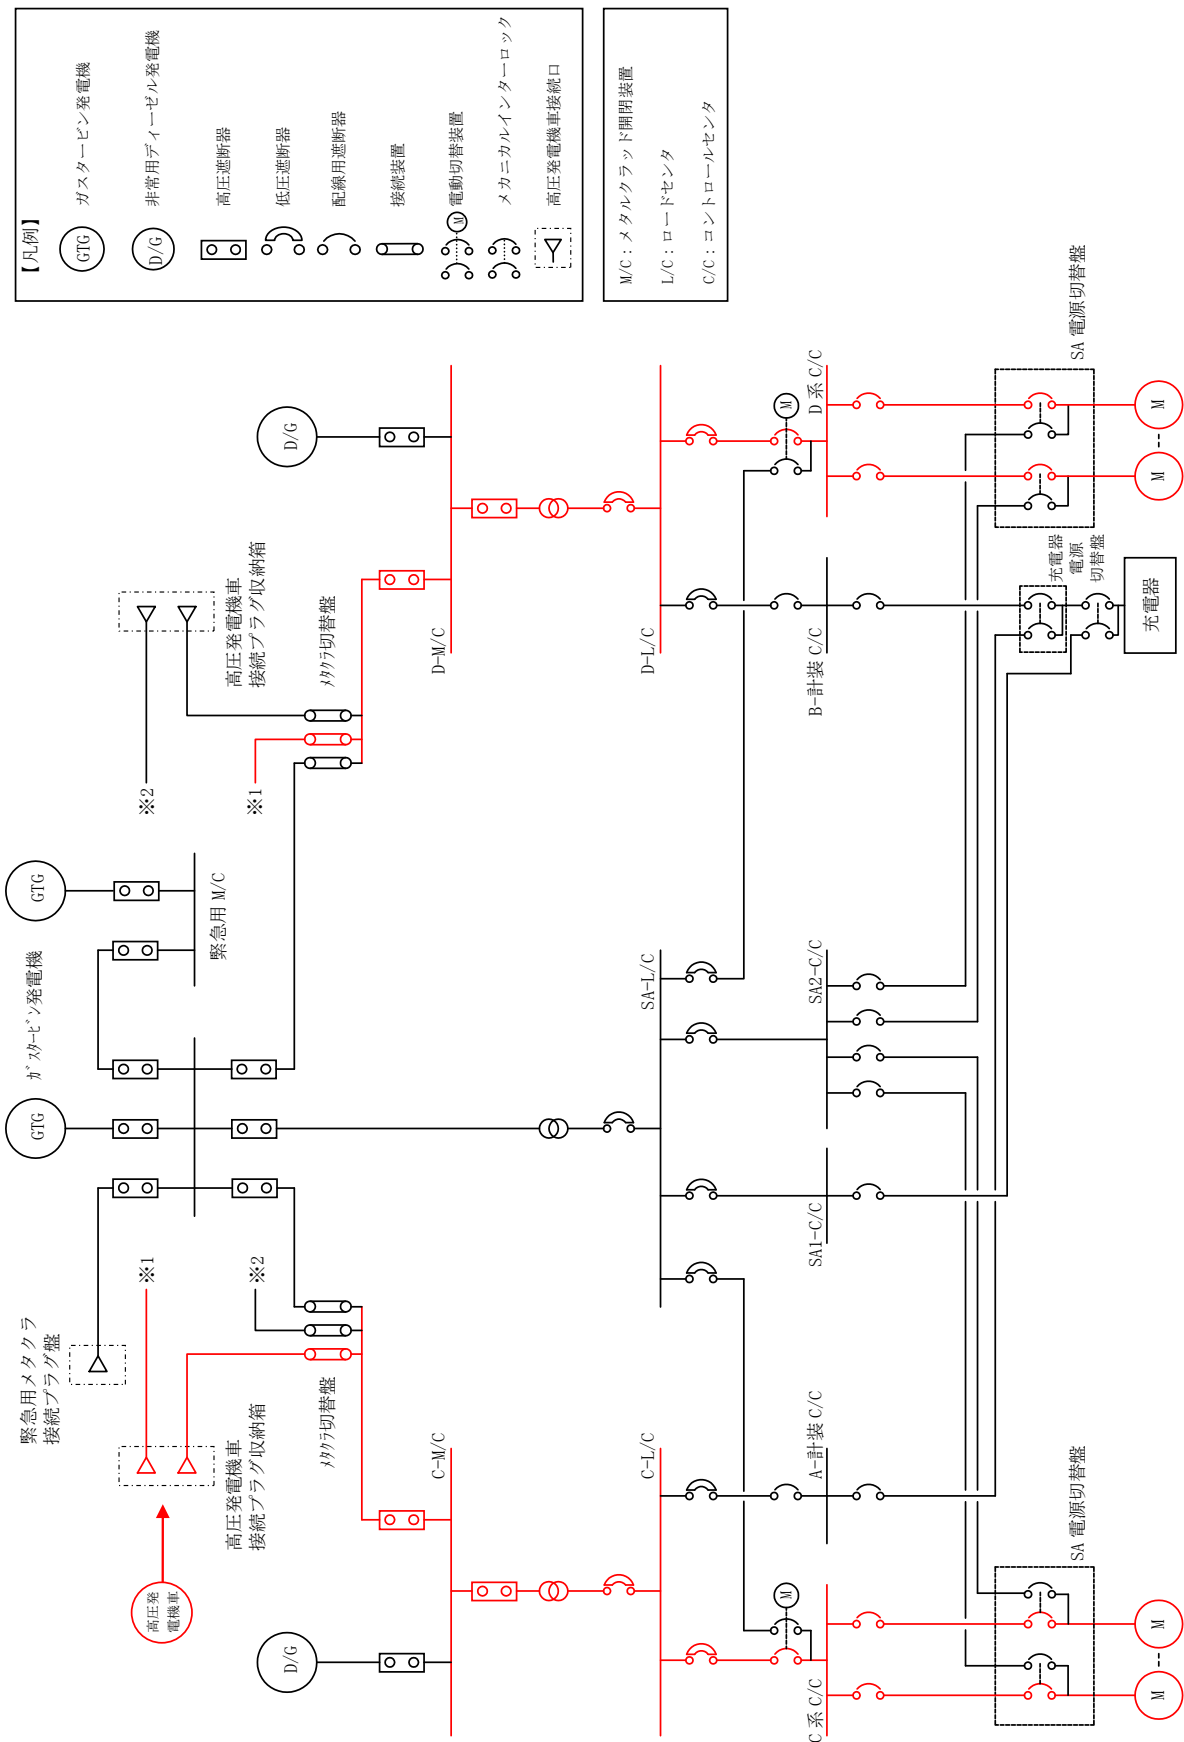 【凡例】
GTG
ガスタービン発電機
D/G
非常用ディーゼル発電機
高圧遮断器
低圧遮断器
配線用遮断器
接続装置
M
電動切替装置
メカニカルインターロック
高圧発電機車接続口
M/C：メタルクラッド開閉装置
L/C：ロードセンタ
C/C：コントロールセンタ
緊急用メタクラ
接続プラグ盤
ｶﾞｽﾀｰﾋﾞﾝ発電機
GTG
GTG
緊急用 M/C
高圧発
電機車
高圧発電機車
接続プラグ収納箱
※1
※2
※2
※1
高圧発電機車
接続プラグ収納箱
ﾒﾀｸﾗ切替盤
ﾒﾀｸﾗ切替盤
D/G
D/G
C-M/C
D-M/C
C-L/C
SA-L/C
D-L/C
M
M
C 系 C/C
A-計装 C/C
SA1-C/C
SA2-C/C
B-計装 C/C
D 系 C/C
SA 電源切替盤
充電器
電源
切替盤
SA 電源切替盤
M
M
充電器
M
M